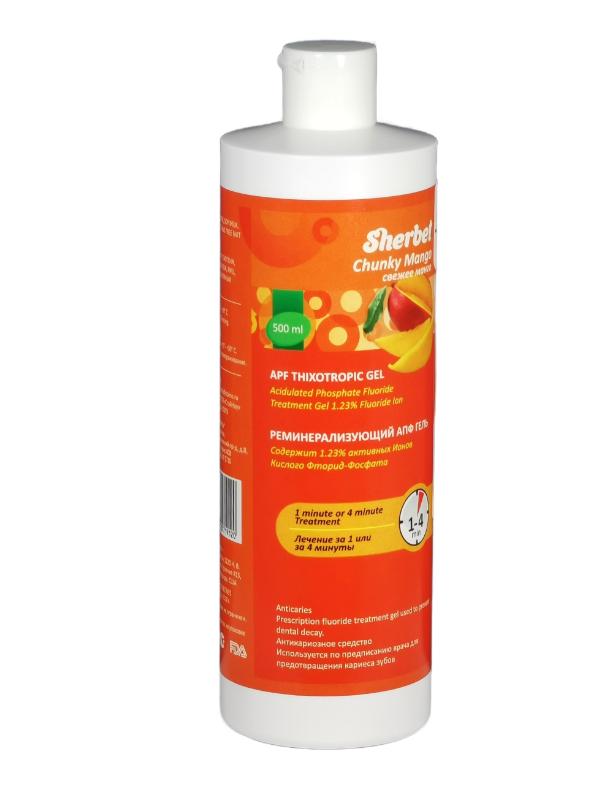 Sherbet
Chunky Mango
свежее манго
500 ml
APF THIXOTROPIC GEL
Acidulated Phosphate Fluoride
Treatment Gel 1.23% Fluoride Ion
РЕМИНЕРАЛИЗУЮЩИЙ АПФ ГЕЛЬ
Содержит 1.23% активных Ионов
Кислого Фторид-Фосфата
1 minute or 4 minute
Treatment
Лечение за 1 или
за 4 минуты
1-4
min
Anticaries
Prescription fluoride treatment gel used to
dental decay.
Антикариозное средство
Используется по предписанию врача для
предотвращения кариеса зубов
FDA